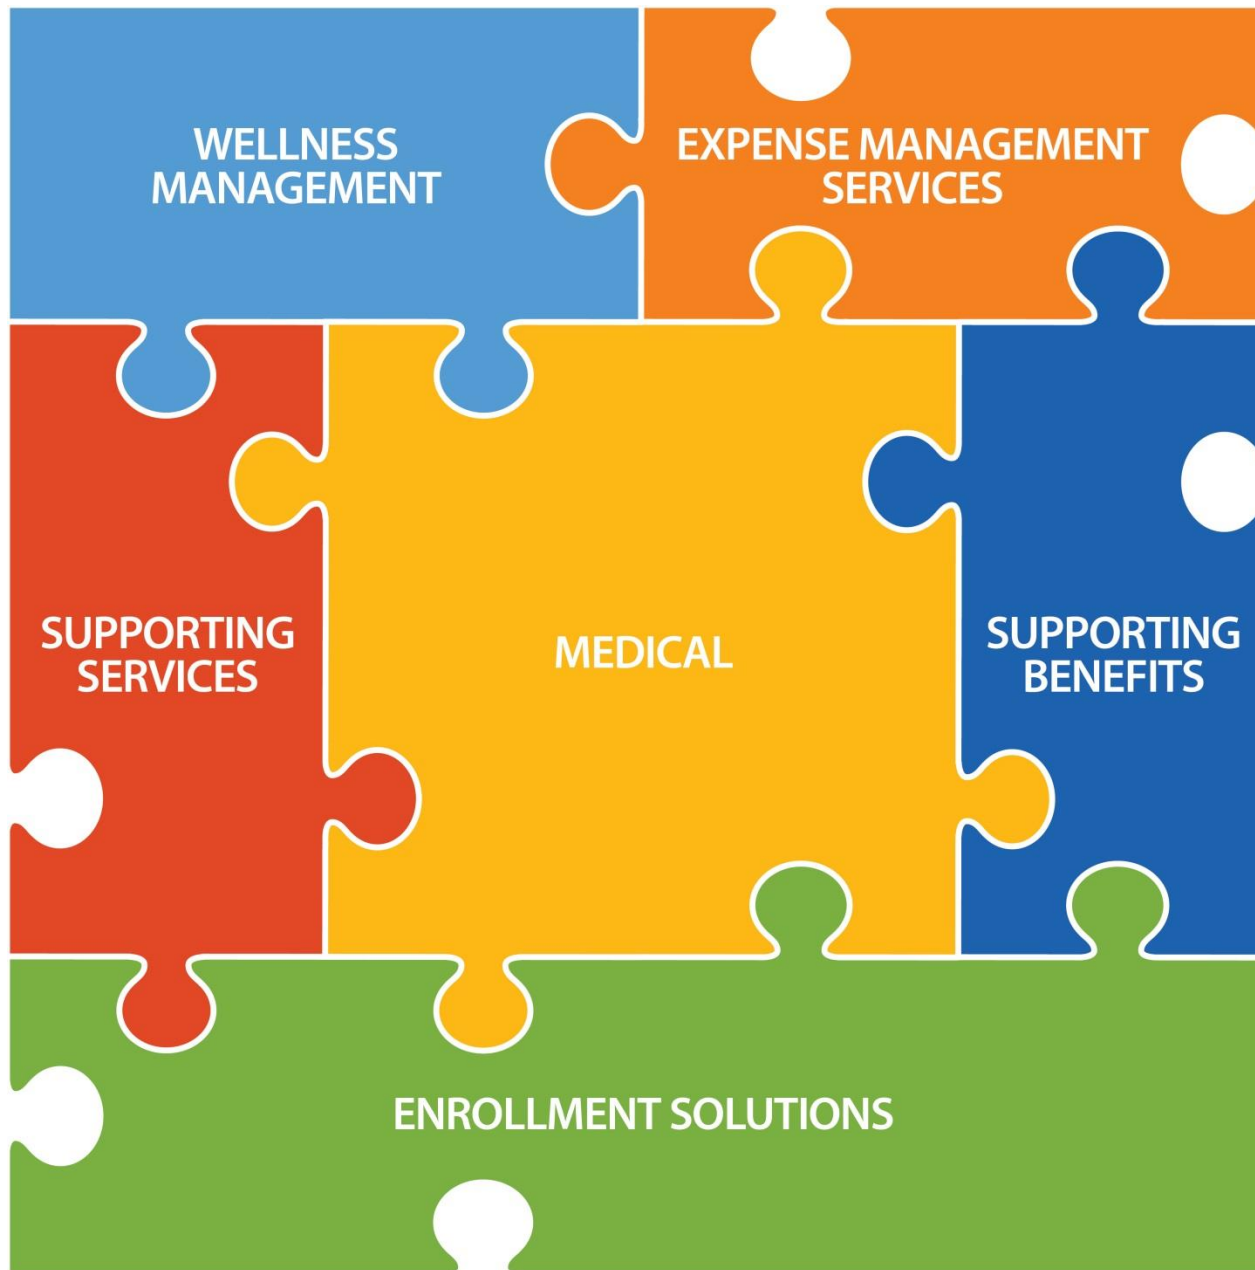 WELLNESS
MANAGEMENT
EXPENSE MANAGEMENT
SERVICES
SUPPORTING
SERVICES
MEDICAL
SUPPORTING
BENEFITS
ENROLLMENT SOLUTIONS